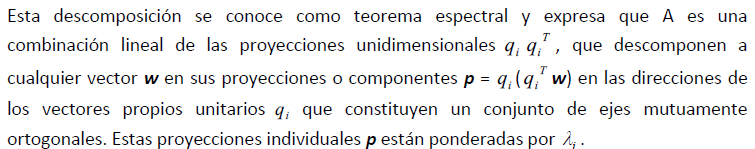 Esta descomposición se conoce como teorema espectral y expresa que A es una
combinación lineal de las proyecciones unidimensionales $q_i q_i^T$, que descomponen a
cualquier vector w en sus proyecciones o componentes p = $q_i(q_i^T$ w) en las direcciones de
los vectores propios unitarios $q_i$ que constituyen un conjunto de ejes mutuamente
ortogonales. Estas proyecciones individuales p están ponderadas por $\lambda_i$.